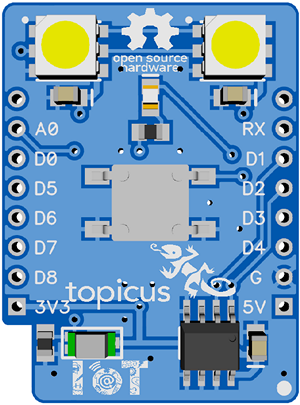 open source
hardware
A0
RX
D0
D1
D5
D2
D6
D3
D7
D4
D8
G
topicus
3V3
5V
IoT